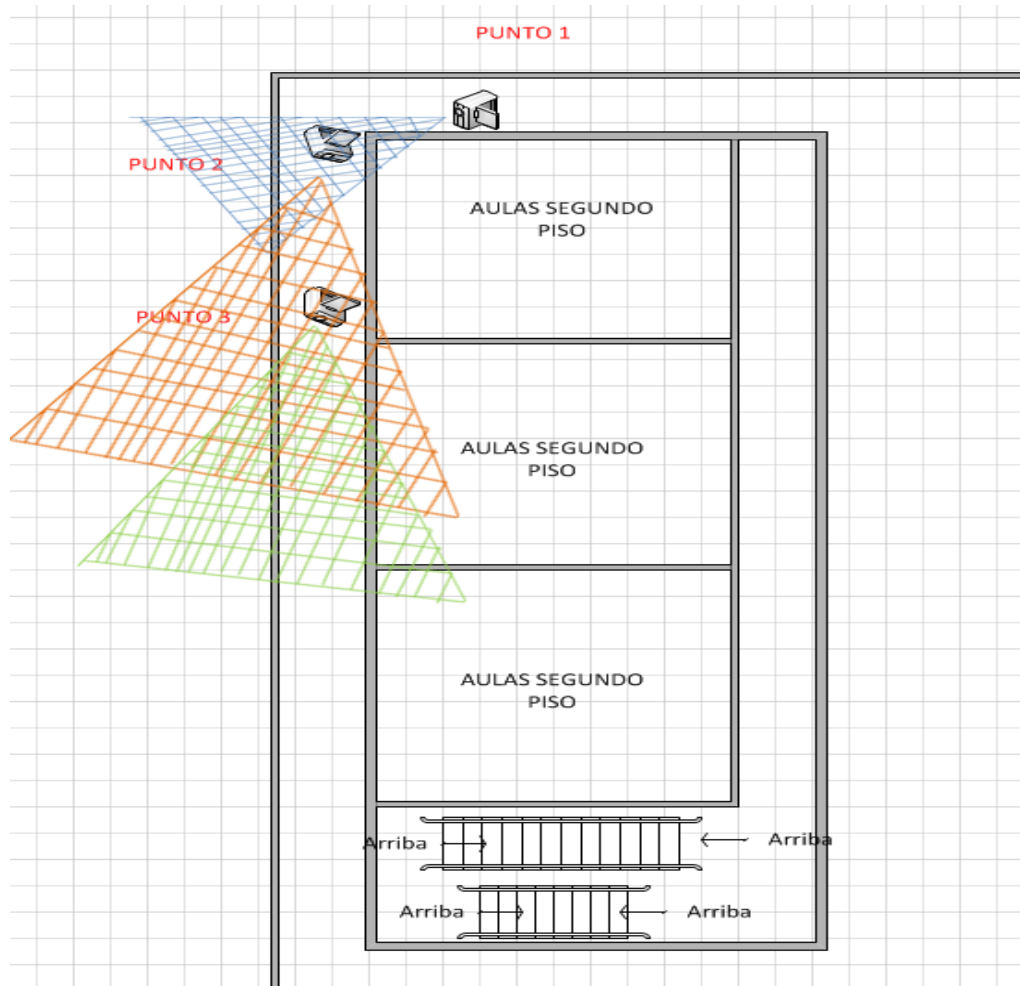 PUNTO 1
PUNTO 2
AULAS SEGUNDO
PISO
PUNTO 3
AULAS SEGUNDO
PISO
AULAS SEGUNDO
PISO
Arriba
Arriba
Arriba
Arriba